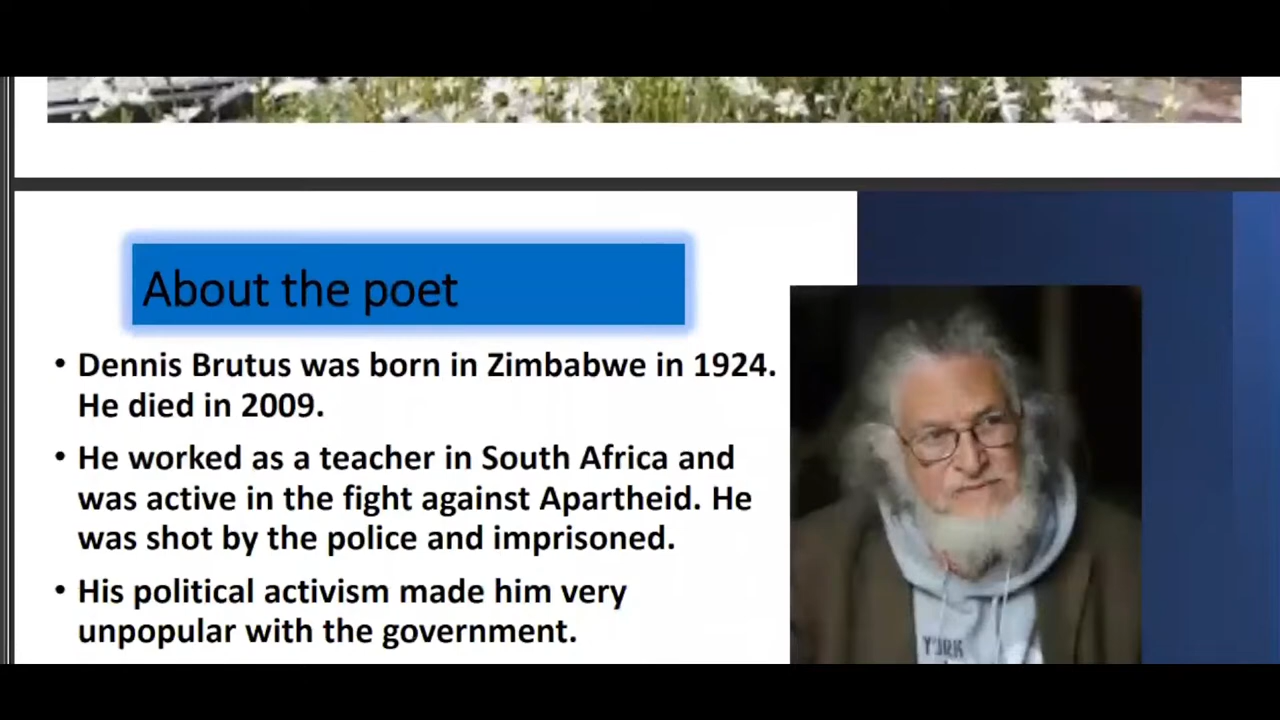 About the poet
• Dennis Brutus was born in Zimbabwe in 1924.
He died in 2009.
• He worked as a teacher in South Africa and
was active in the fight against Apartheid. He
was shot by the police and imprisoned.
• His political activism made him very
unpopular with the government.
YORK